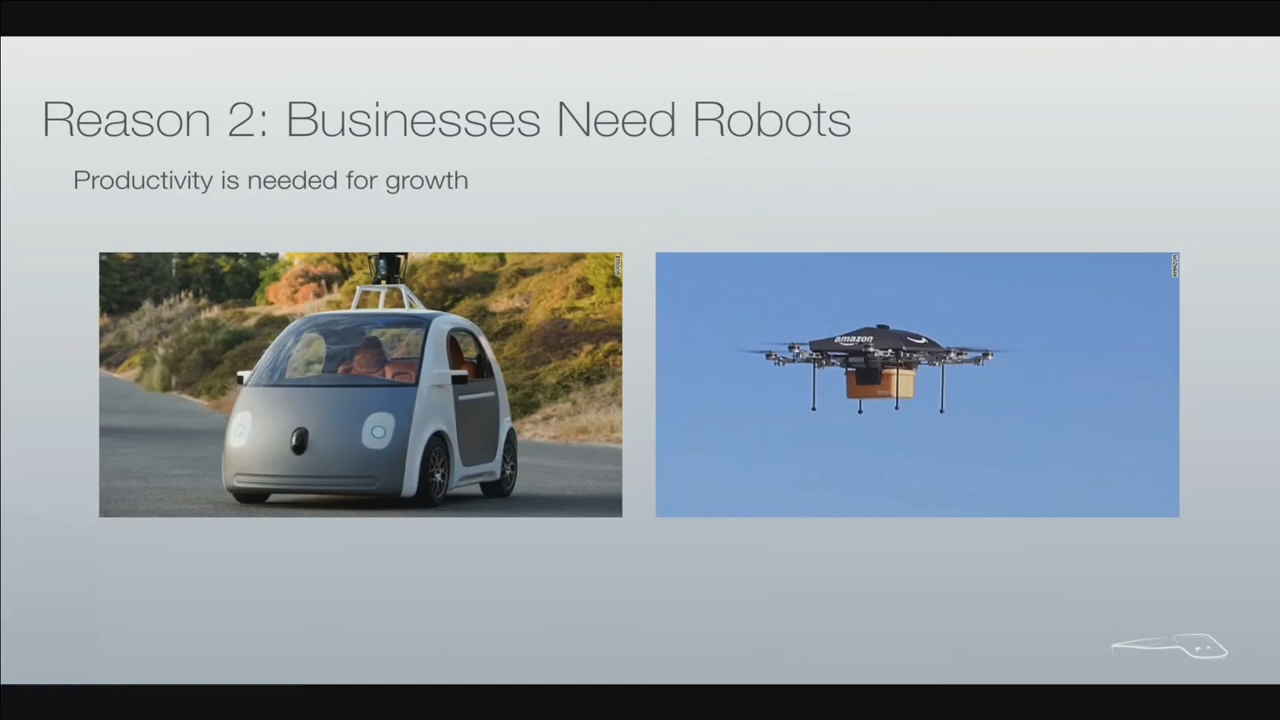 Reason 2: Businesses Need Robots
Productivity is needed for growth
amazon